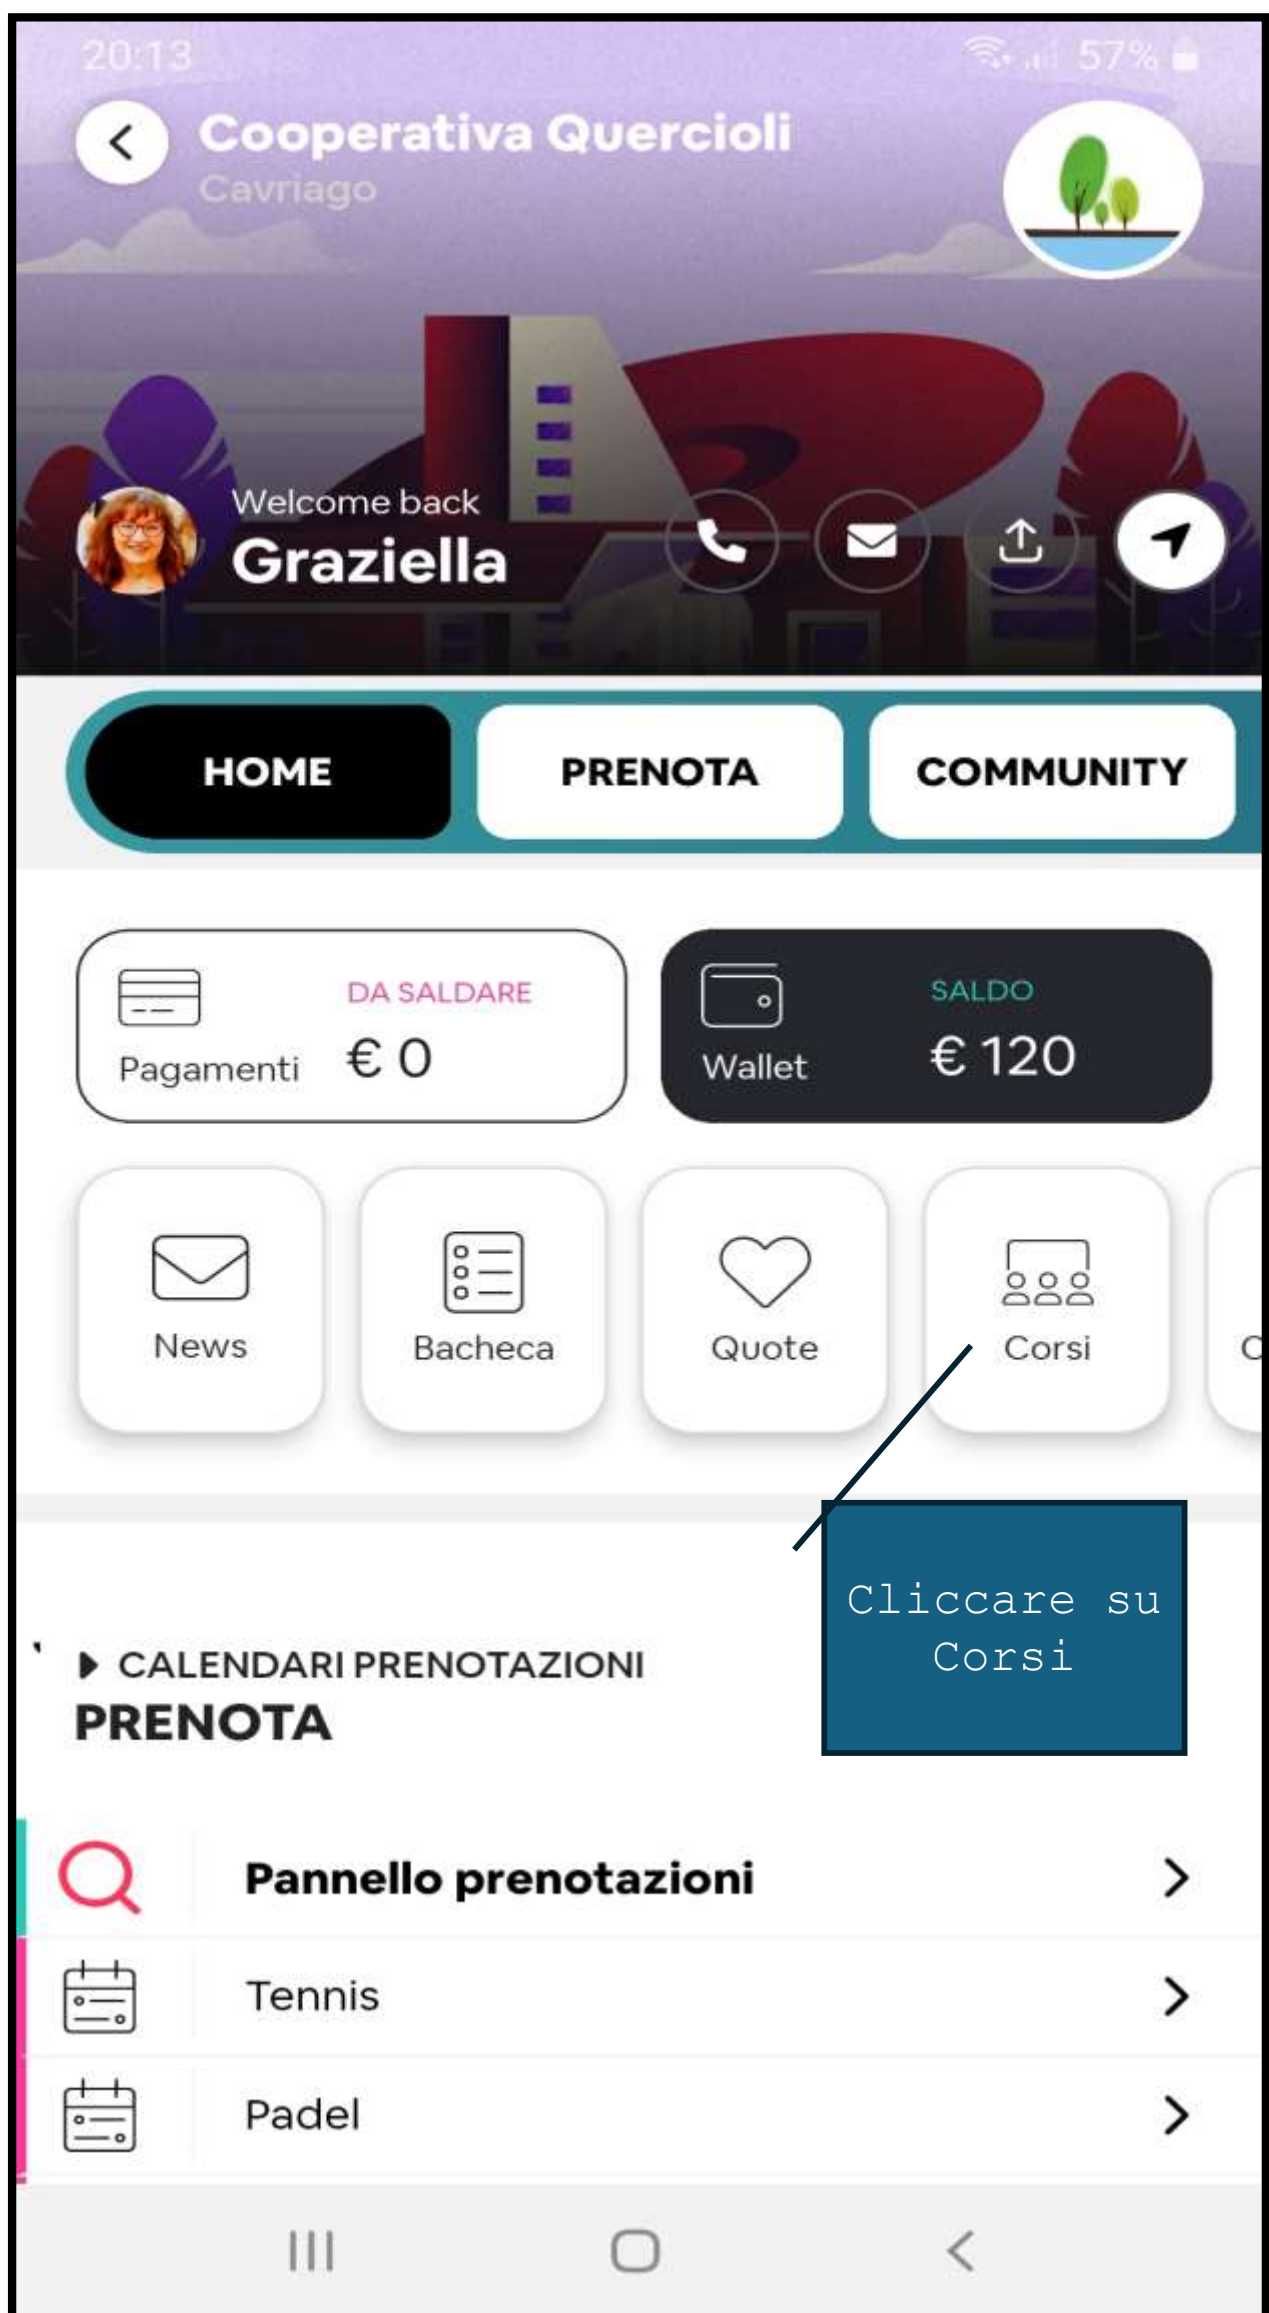 20:13
57%
Cooperativa Quercioli
Cavriago
Welcome back
Graziella
HOME
PRENOTA
COMMUNITY
DA SALDARE
€ 0
Pagamenti
SALDO
€ 120
Wallet
News
Bacheca
Quote
Corsi
C
Cliccare su
Corsi
CALENDARI PRENOTAZIONI
PRENOTA
Pannello prenotazioni
Tennis
Padel